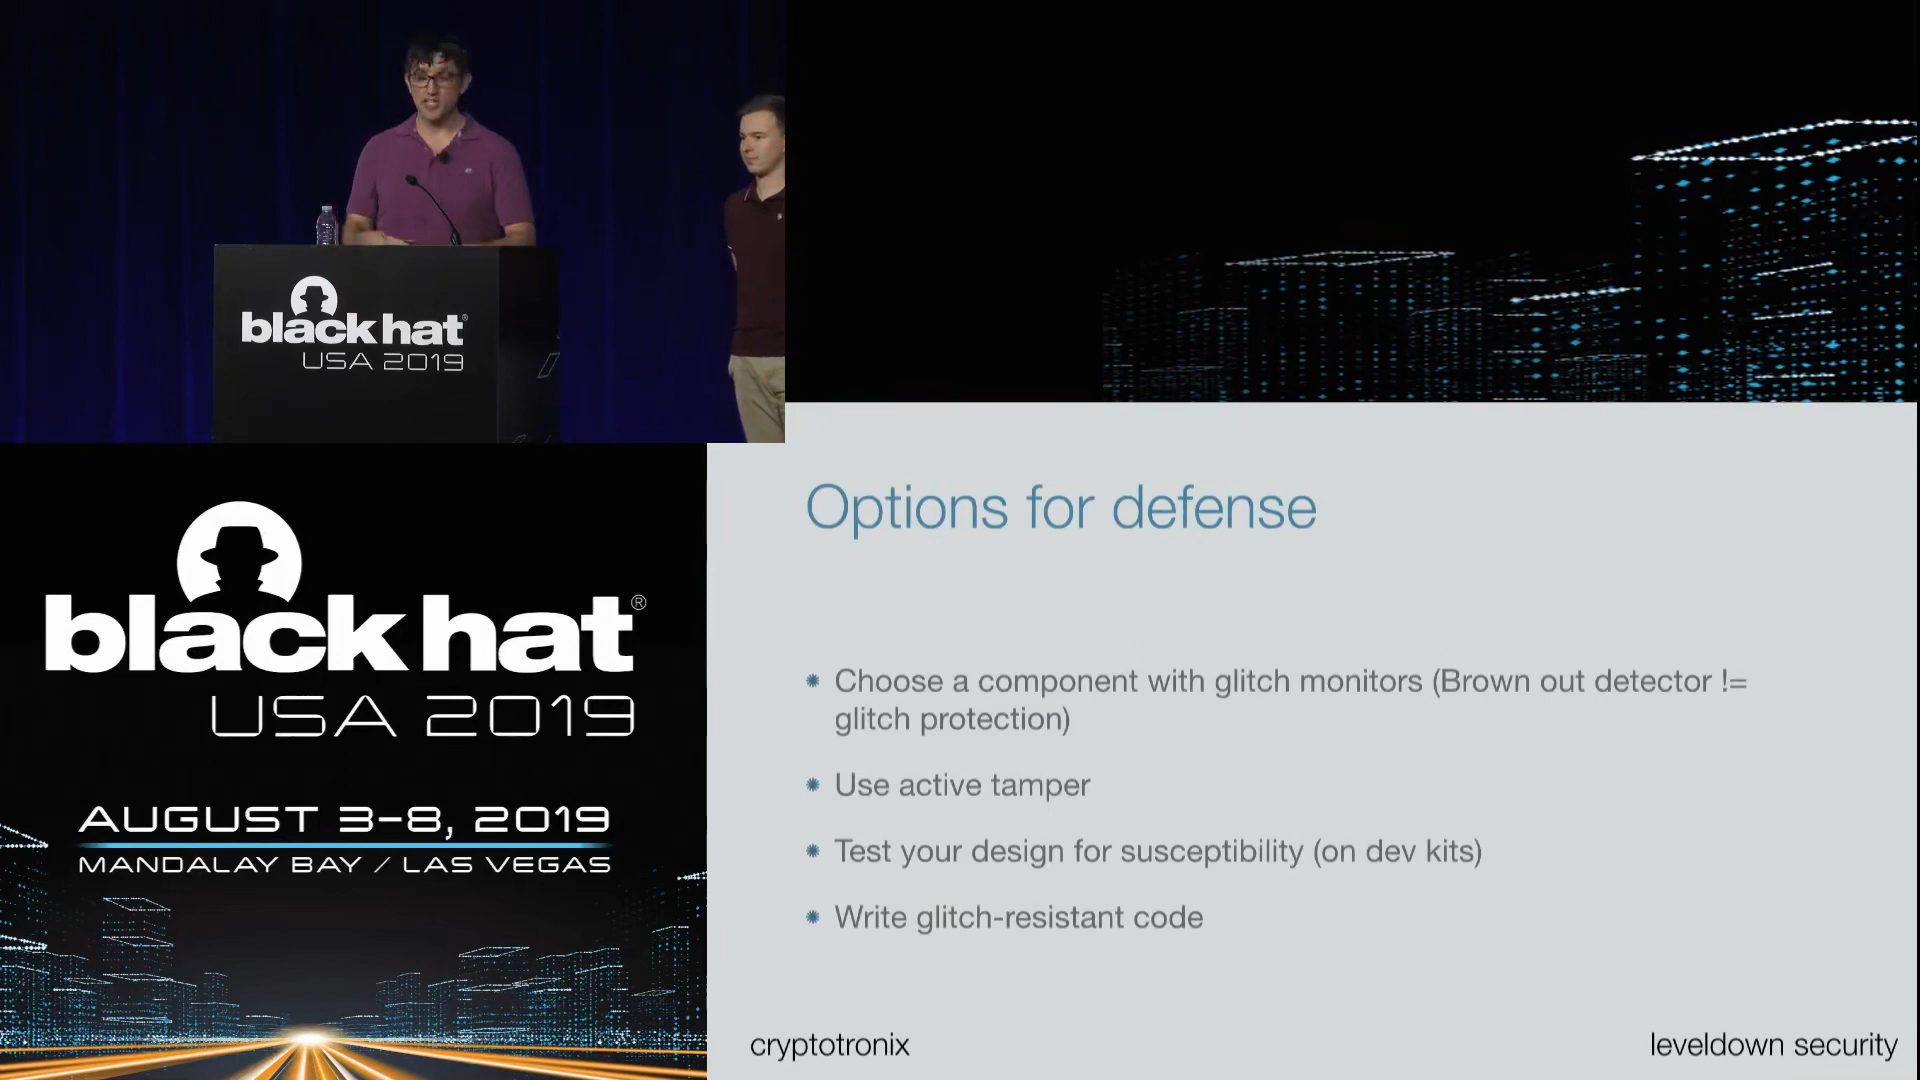 black hat®
USA 2019
Options for defense
black hat®
USA 2019
AUGUST 3–8, 2019
MANDALAY BAY / LAS VEGAS
Choose a component with glitch monitors (Brown out detector !=
glitch protection)
Use active tamper
Test your design for susceptibility (on dev kits)
Write glitch-resistant code
cryptotronix
leveldown security